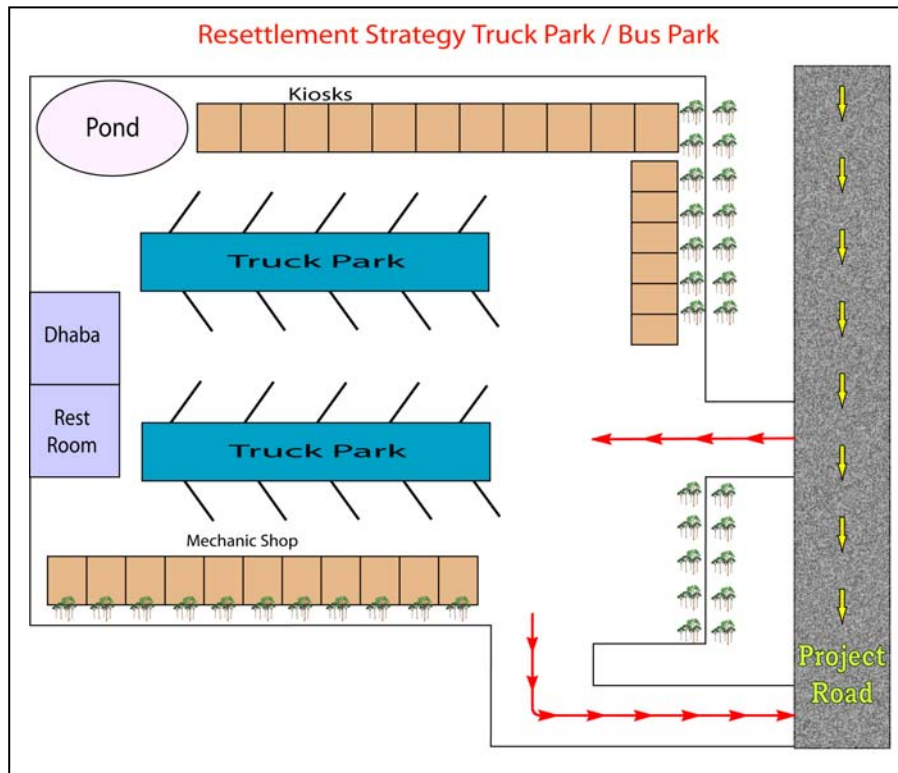 Resettlement Strategy Truck Park / Bus Park
Kiosks
Pond
Truck Park
Dhaba
Rest
Room
Truck Park
Mechanic Shop
Project
Road